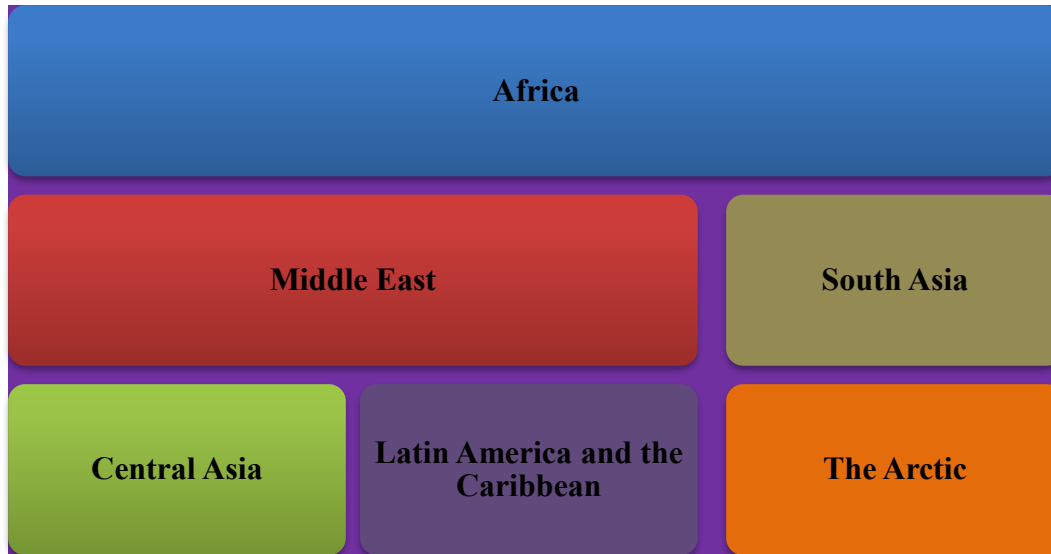 Africa
Middle East
South Asia
Central Asia
Latin America and the
Caribbean
The Arctic